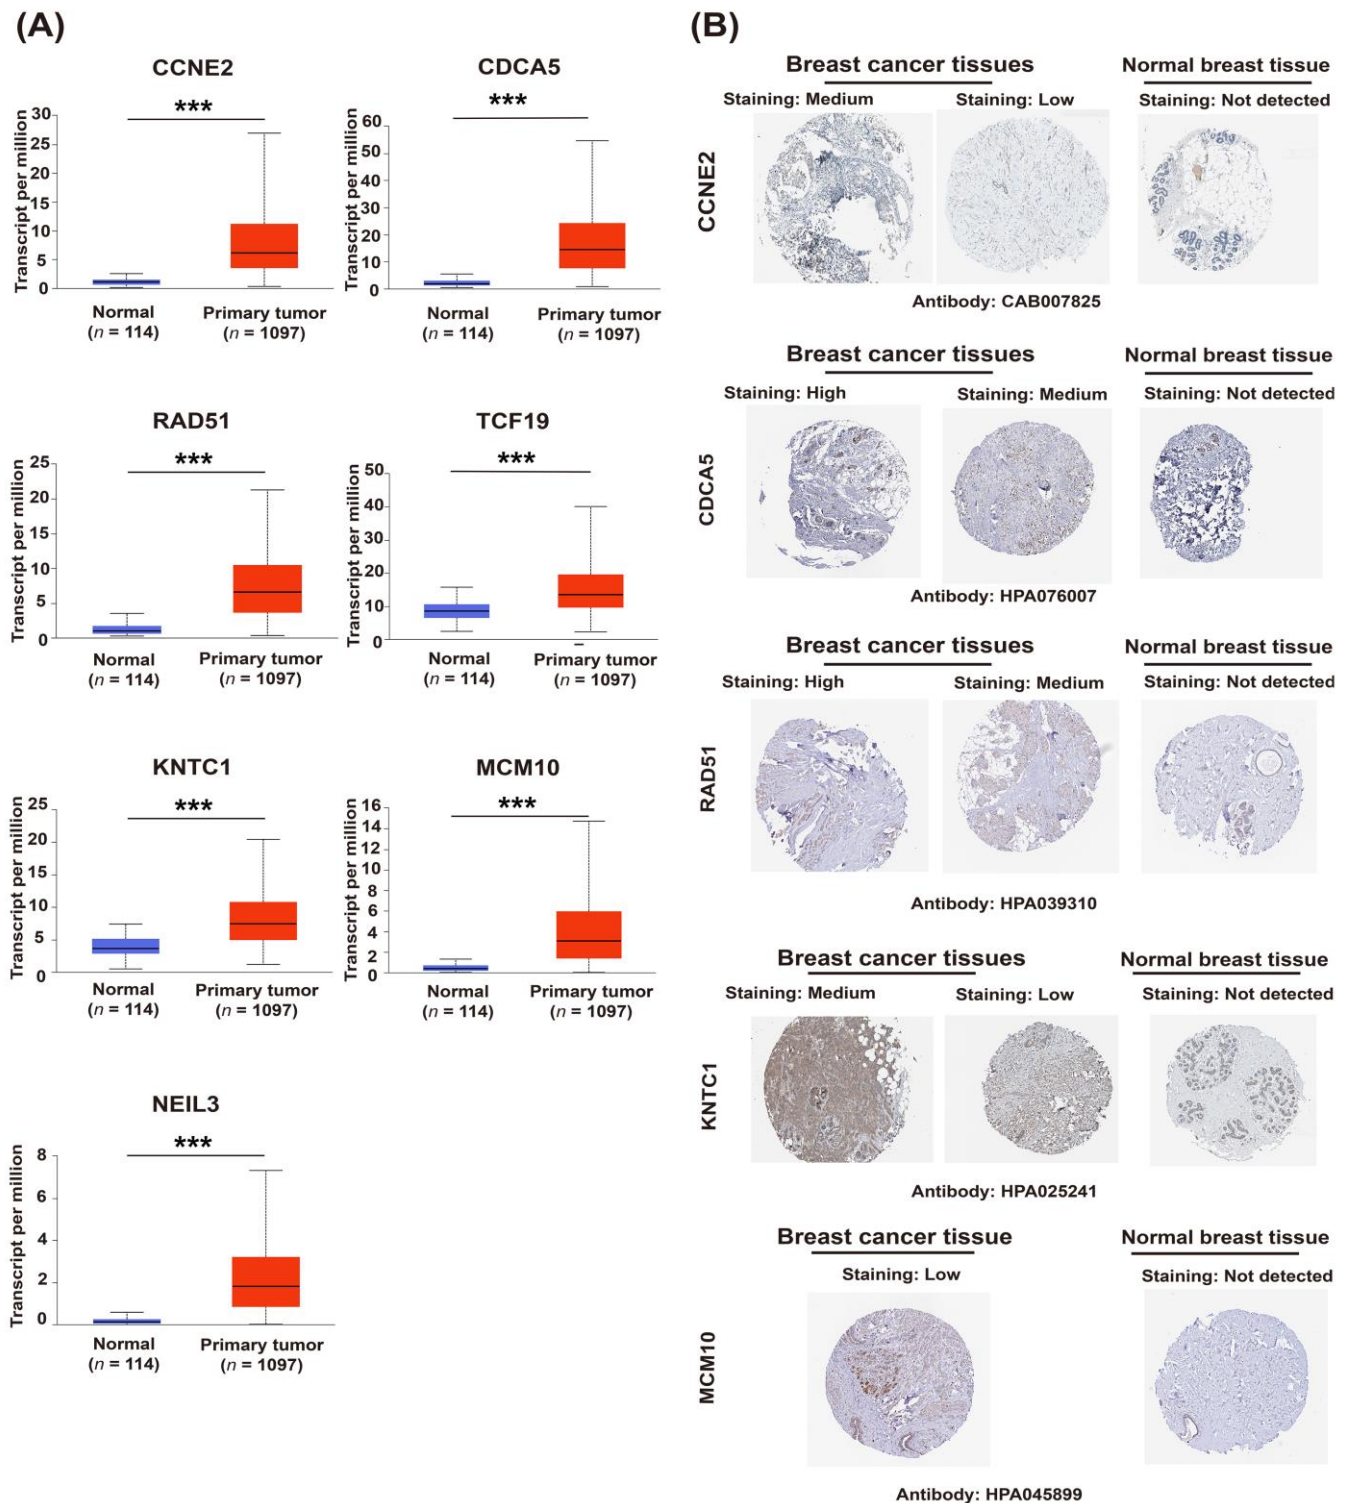 (A)
CCNE2
***
Transcript per million
30
25
20
15
10
5
0
Normal
(n = 114)
Primary tumor
(n = 1097)
CDCA5
***
Transcript per million
60
50
40
30
20
10
0
Normal
(n = 114)
Primary tumor
(n = 1097)
RAD51
***
Transcript per million
25
20
15
10
5
0
Normal
(n = 114)
Primary tumor
(n = 1097)
TCF19
***
Transcript per million
50
40
30
20
10
0
Normal
(n = 114)
Primary tumor
(n = 1097)
KNTC1
***
Transcript per million
25
20
15
10
5
0
Normal
(n = 114)
Primary tumor
(n = 1097)
MCM10
***
Transcript per million
16
14
12
10
8
6
4
2
0
Normal
(n = 114)
Primary tumor
(n = 1097)
NEIL3
***
Transcript per million
8
6
4
2
0
Normal
(n = 114)
Primary tumor
(n = 1097)
(B)
Breast cancer tissues
Normal breast tissue
Staining: Medium
Staining: Low
Staining: Not detected
CCNE2
Antibody: CAB007825
Breast cancer tissues
Normal breast tissue
Staining: High
Staining: Medium
Staining: Not detected
CDCA5
Antibody: HPA076007
Breast cancer tissues
Normal breast tissue
Staining: High
Staining: Medium
Staining: Not detected
RAD51
Antibody: HPA039310
Breast cancer tissues
Normal breast tissue
Staining: Medium
Staining: Low
Staining: Not detected
KNTC1
Antibody: HPA025241
Breast cancer tissue
Normal breast tissue
Staining: Low
Staining: Not detected
MCM10
Antibody: HPA045899